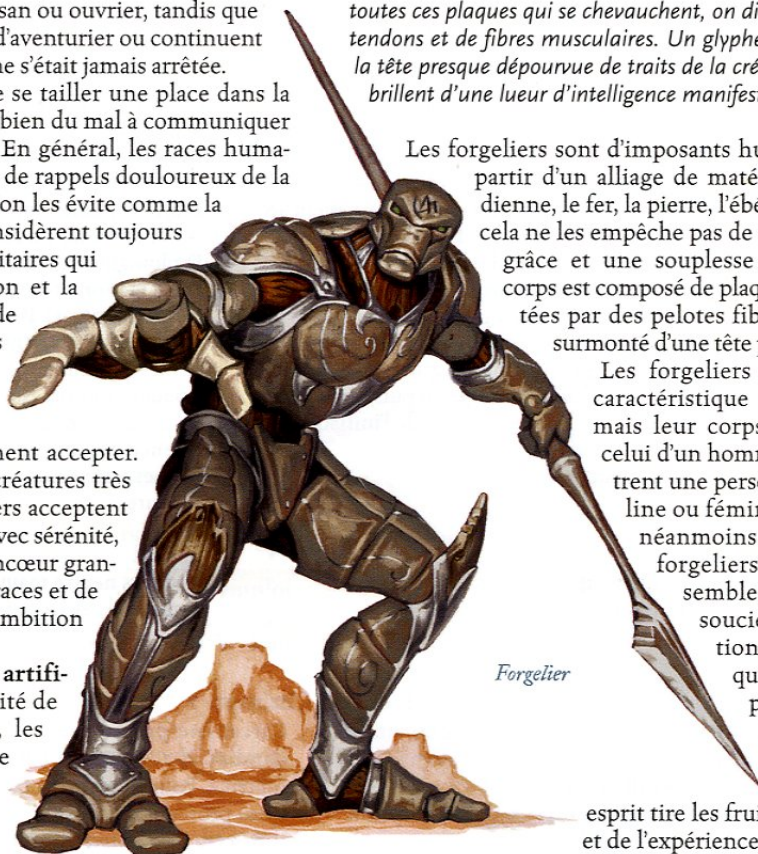 san ou ouvrier, tandis que
d'aventurier ou continuent
ne s'était jamais arrêtée.
e se tailler une place dans la
bien du mal à communiquer
En général, les races huma-
de rappels douloureux de la
on les évite comme la
nsidèrent toujours
itaires qui
on et la
de
s
ment accepter.
créatures très
ers acceptent
vec sérénité,
ncœur gran-
races et de
mbition
artifi-
ité de
, les
e
toutes ces plaques qui se chevauchent, on di
tendons et de fibres musculaires. Un glyphe
la tête presque dépourvue de traits de la cré
brillent d'une lueur d'intelligence manifest
Les forgeliers sont d'imposants hu
partir d'un alliage de maté
dienne, le fer, la pierre, l'ébé
cela ne les empêche pas de
grâce et une souplesse
corps est composé de plaq
tées par des pelotes fib
surmonté d'une tête p
Les forgeliers
caractéristique
mais leur corps
celui d'un homm
trent une perso
line ou fémin
néanmoins
forgeliers
semble
soucie
tion
qu
p
Forgelier
esprit tire les frui
et de l'expérience